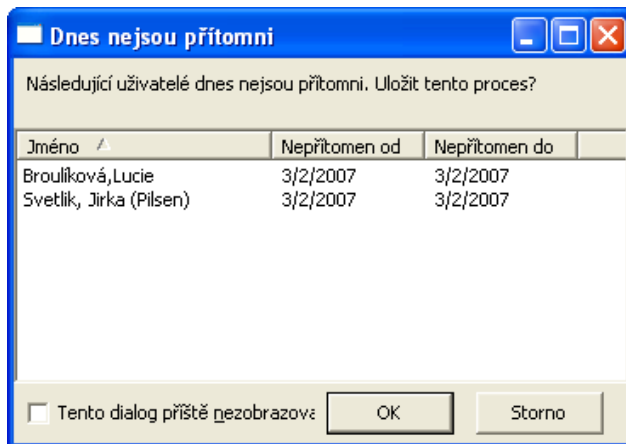 Dnes nejsou přítomni
Následující uživatelé dnes nejsou přítomni. Uložit tento proces?
Jméno Nepřítomen od Nepřítomen do
Broulíková,Lucie 3/2/2007 3/2/2007
Svetlik, Jirka (Pilsen) 3/2/2007 3/2/2007
Tento dialog příště nezobrazova OK Storno